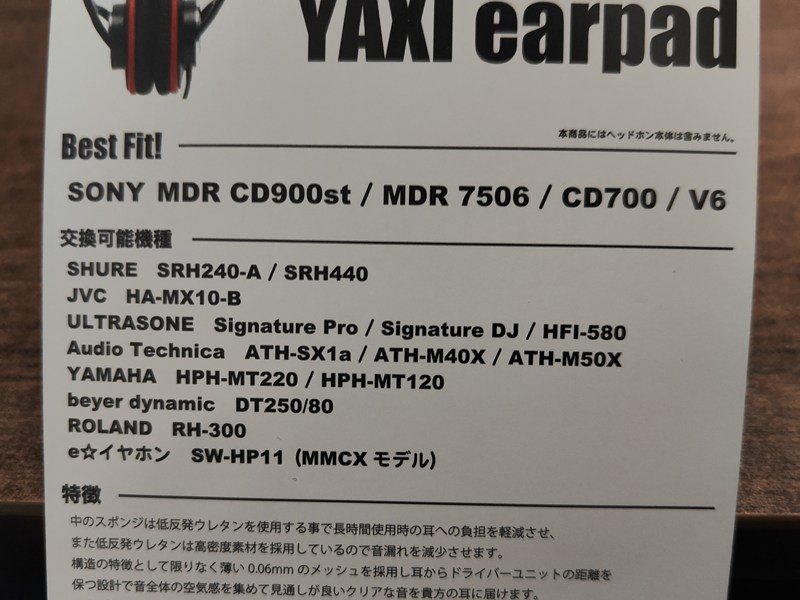 YAXI earpad
本商品にはヘッドホン本体は含みません。
Best Fit!
SONY MDR CD900st / MDR 7506 / CD700 / V6
交換可能機種
SHURE SRH240-A / SRH440
JVC HA-MX10-B
ULTRASONE Signature Pro / Signature DJ / HFI-580
Audio Technica ATH-SX1a / ATH-M40X / ATH-M50X
YAMAHA HPH-MT220 / HPH-MT120
beyer dynamic DT250/80
ROLAND RH-300
e☆イヤホン SW-HP11 (MMCX モデル)
特徴
中のスポンジは低反発ウレタンを使用する事で長時間使用時の耳への負担を軽減させ、
また低反発ウレタンは高密度素材を採用しているので音漏れを減少させます。
構造の特徴として限りなく薄い 0.06mm のメッシュを採用し耳からドライバーユニットの距離を
保つ設計で音全体の空気感を集めて見通しが良いクリアな音を貴方の耳に届けます。